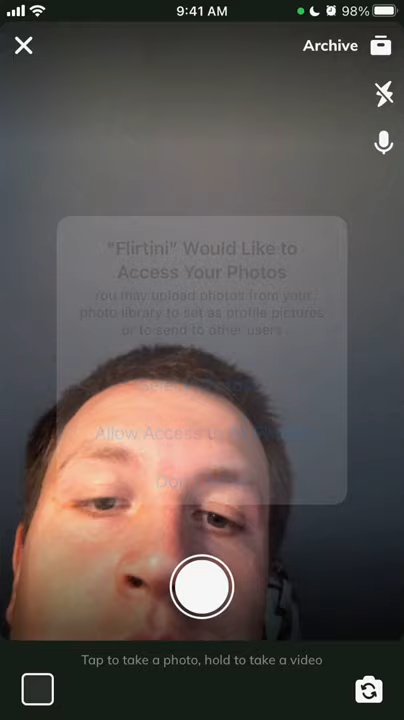 9:41 AM
98%
Archive
"Flirtini" Would Like to
Access Your Photos
You may upload photos from your
photo library to set as profile pictures
or to send to other users
Allow Access
Tap to take a photo, hold to take a video